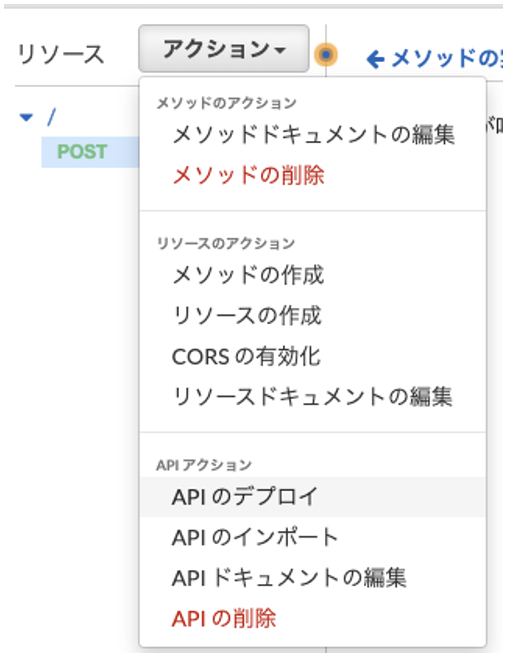 リソース
アクション
メソッドの
/
POST
メソッドのアクション
メソッドドキュメントの編集
メソッドの削除
リソースのアクション
メソッドの作成
リソースの作成
CORS の有効化
リソースドキュメントの編集
API アクション
API のデプロイ
API のインポート
API ドキュメントの編集
API の削除